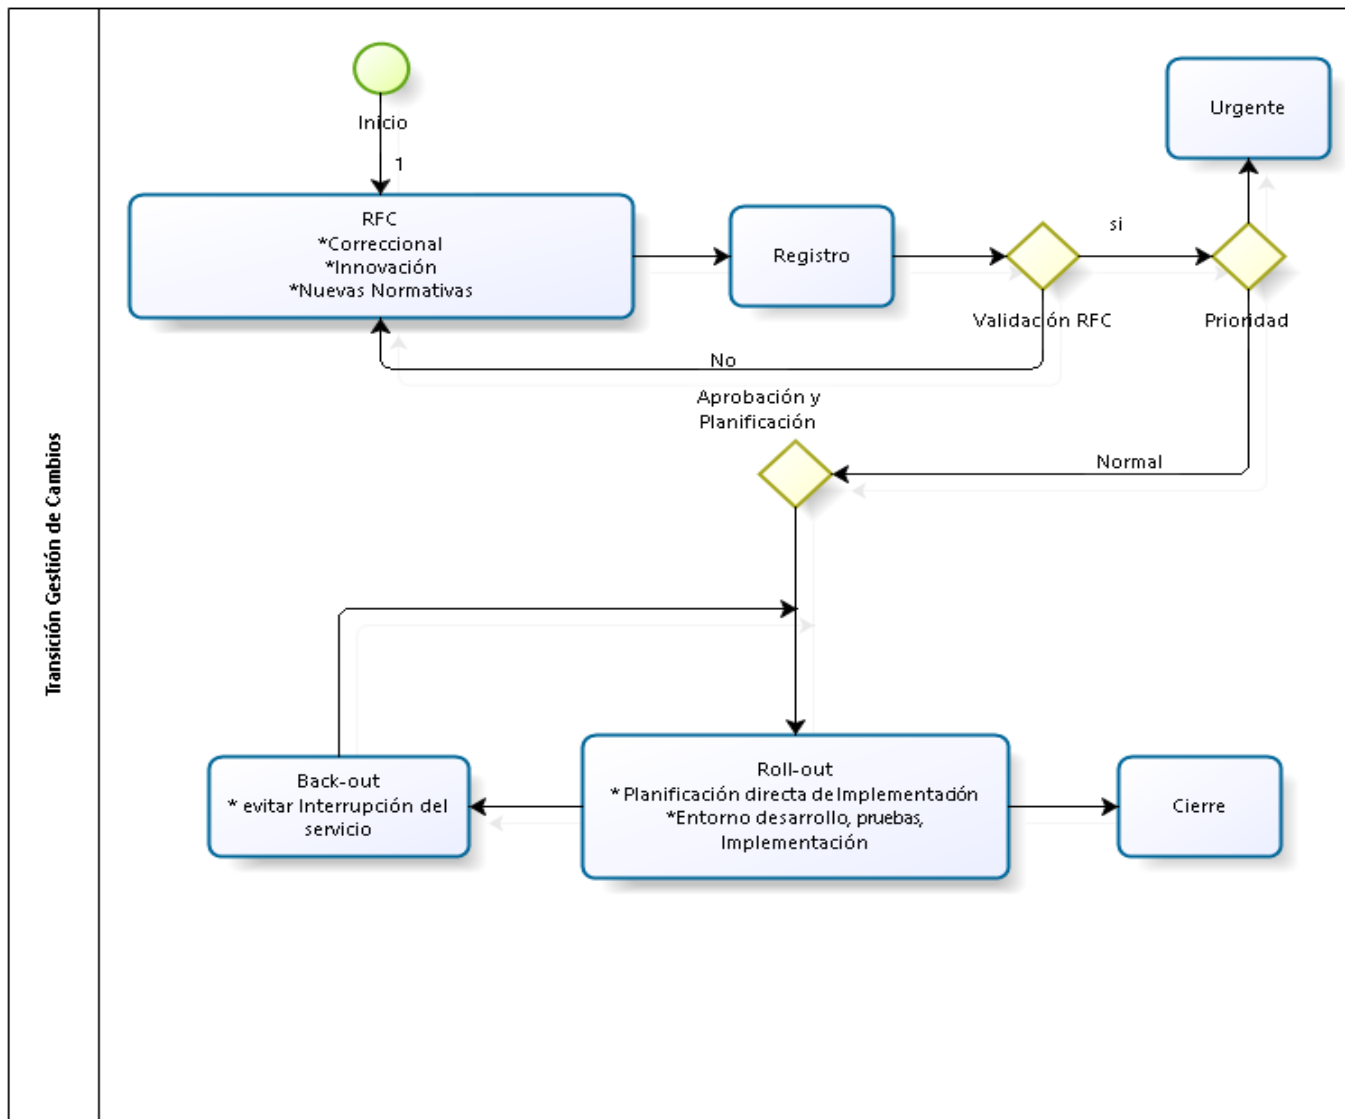 Transición Gestión de Cambios
Inicio
1
Urgente
RFC
*Correccional
*Innovación
*Nuevas Normativas
Registro
si
Validación RFC
Prioridad
No
Aprobación y
Planificación
Normal
Back-out
* evitar Interrupción del
servicio
Roll-out
* Planificación directa de Implementación
*Entorno desarrollo, pruebas,
Implementación
Cierre